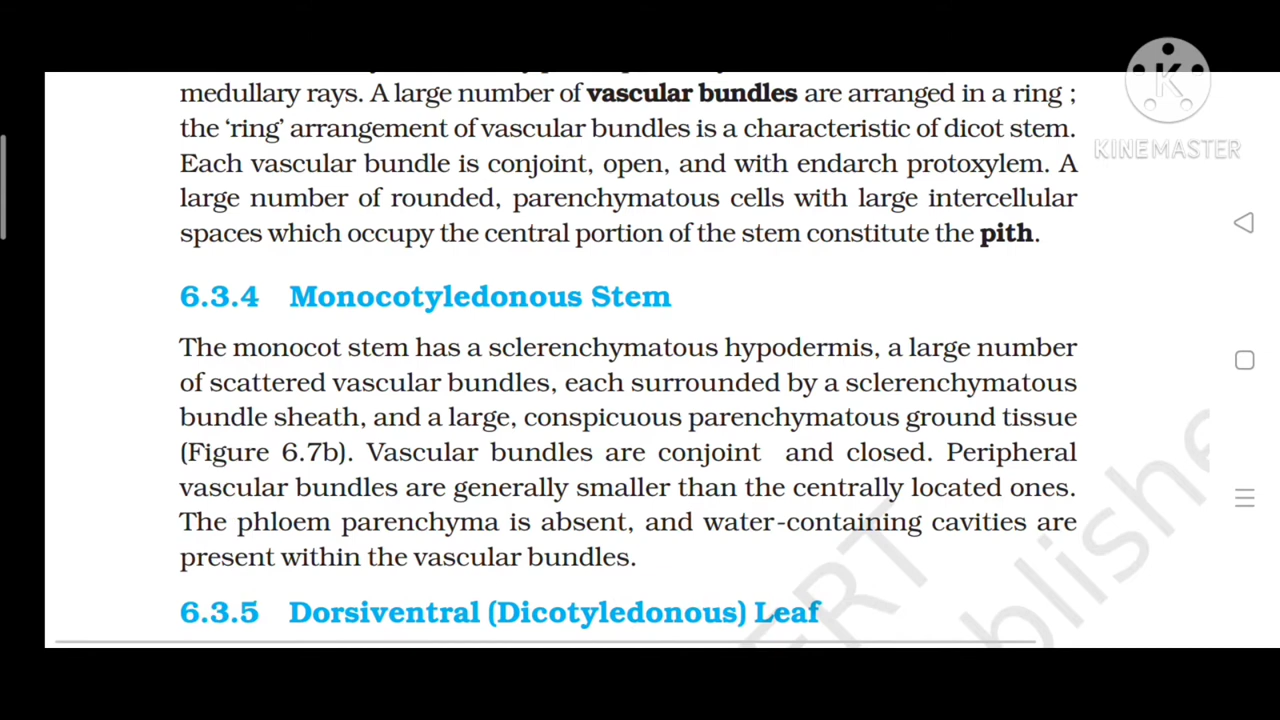 medullary rays. A large number of vascular bundles are arranged in a ring ;
the ‘ring’ arrangement of vascular bundles is a characteristic of dicot stem.
Each vascular bundle is conjoint, open, and with endarch protoxylem. A
large number of rounded, parenchymatous cells with large intercellular
spaces which occupy the central portion of the stem constitute the pith.
K
KINEMASTER
6.3.4 Monocotyledonous Stem
The monocot stem has a sclerenchymatous hypodermis, a large number
of scattered vascular bundles, each surrounded by a sclerenchymatous
bundle sheath, and a large, conspicuous parenchymatous ground tissue
(Figure 6.7b). Vascular bundles are conjoint and closed. Peripheral
vascular bundles are generally smaller than the centrally located ones.
The phloem parenchyma is absent, and water-containing cavities are
present within the vascular bundles.
6.3.5 Dorsiventral (Dicotyledonous) Leaf